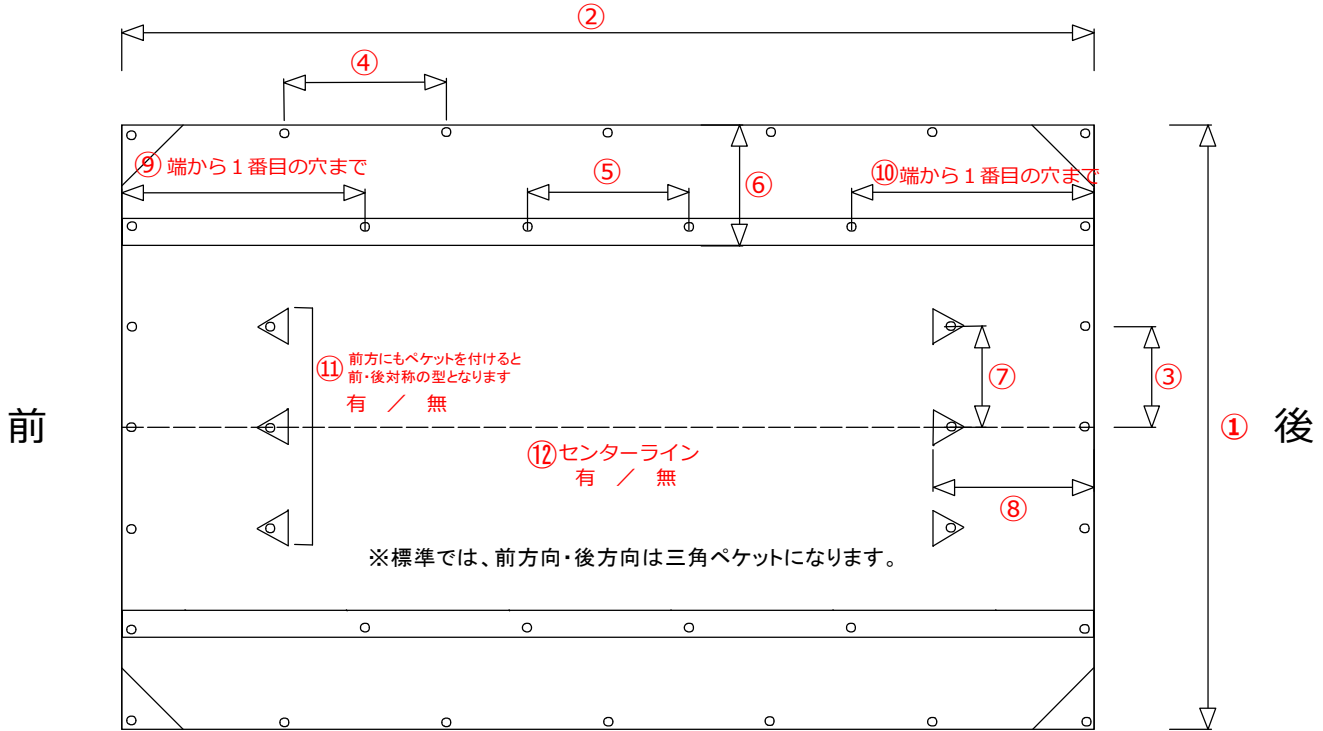 ②
④
⑨ 端から1番目の穴まで
⑤
⑥
⑩ 端から1番目の穴まで
⑪ 前方にもペケットを付けると
前・後対称の型となります
有 / 無
⑦
③
前
① 後
⑫ センターライン
有 / 無
⑧
※標準では、前方向・後方向は三角ペケットになります。